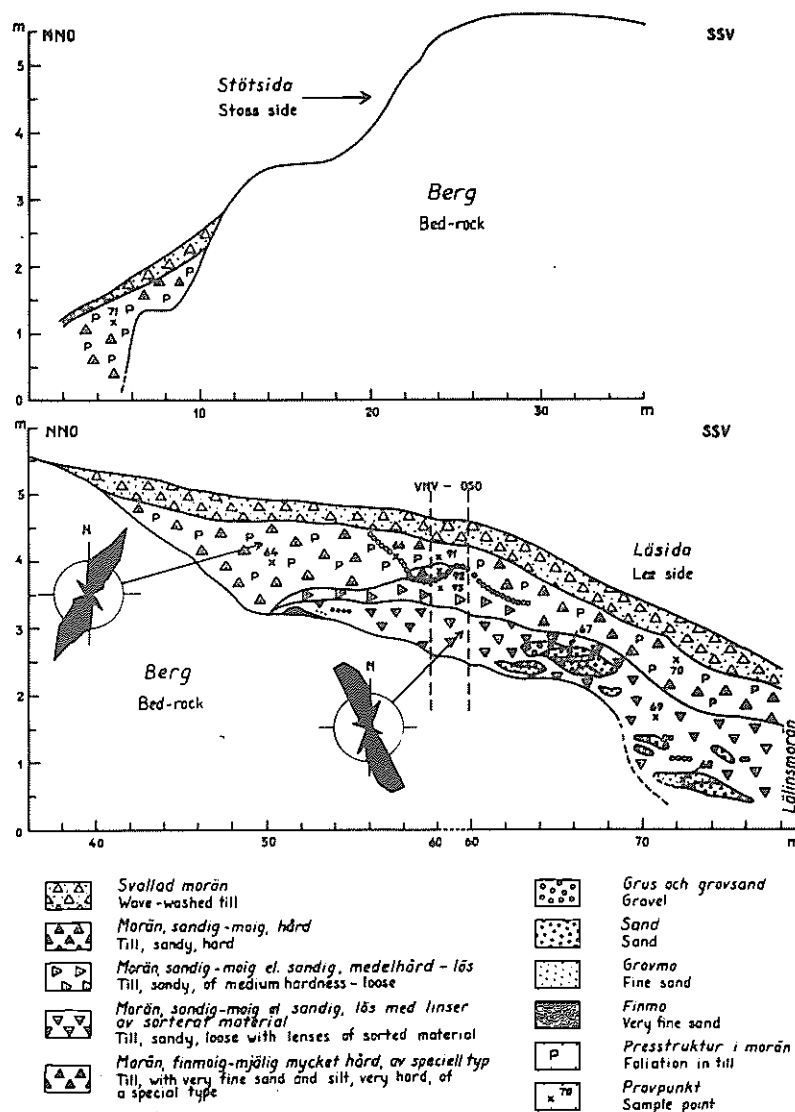 m
NNO
SSV
5
Stötsida
Stoss side
4
3
Berg
Bed-rock
2
P
P
P
71
P
1
P
P
P
P
0
10
20
30
m
m
NNO
SSV
VNV - OSO
5
4
3
2
1
0
N
64
66
91
92
93
Läsida
Lee side
67
70
69
68
Berg
Bed-rock
N
Lälinsmorän
40
50
60
60
70
m
Svallad morän
Wave-washed till
Morän, sandig-moig, hård
Till, sandy, hard
Morän, sandig-moig el. sandig, medelhård - lös
Till, sandy, of medium hardness - loose
Morän, sandig-moig el sandig, lös med linser
av sorterat material
Till, sandy, loose with lenses of sorted material
Morän, finmoig-mjälig mycket hård, av speciell typ
Till, with very fine sand and silt, very hard, of
a special type
Grus och grovsand
Gravel
Sand
Sand
Grovmo
Fine sand
Finmo
Very fine sand
P
Presstruktur i morän
Foliation in till
x 70
Provpunkt
Sample point